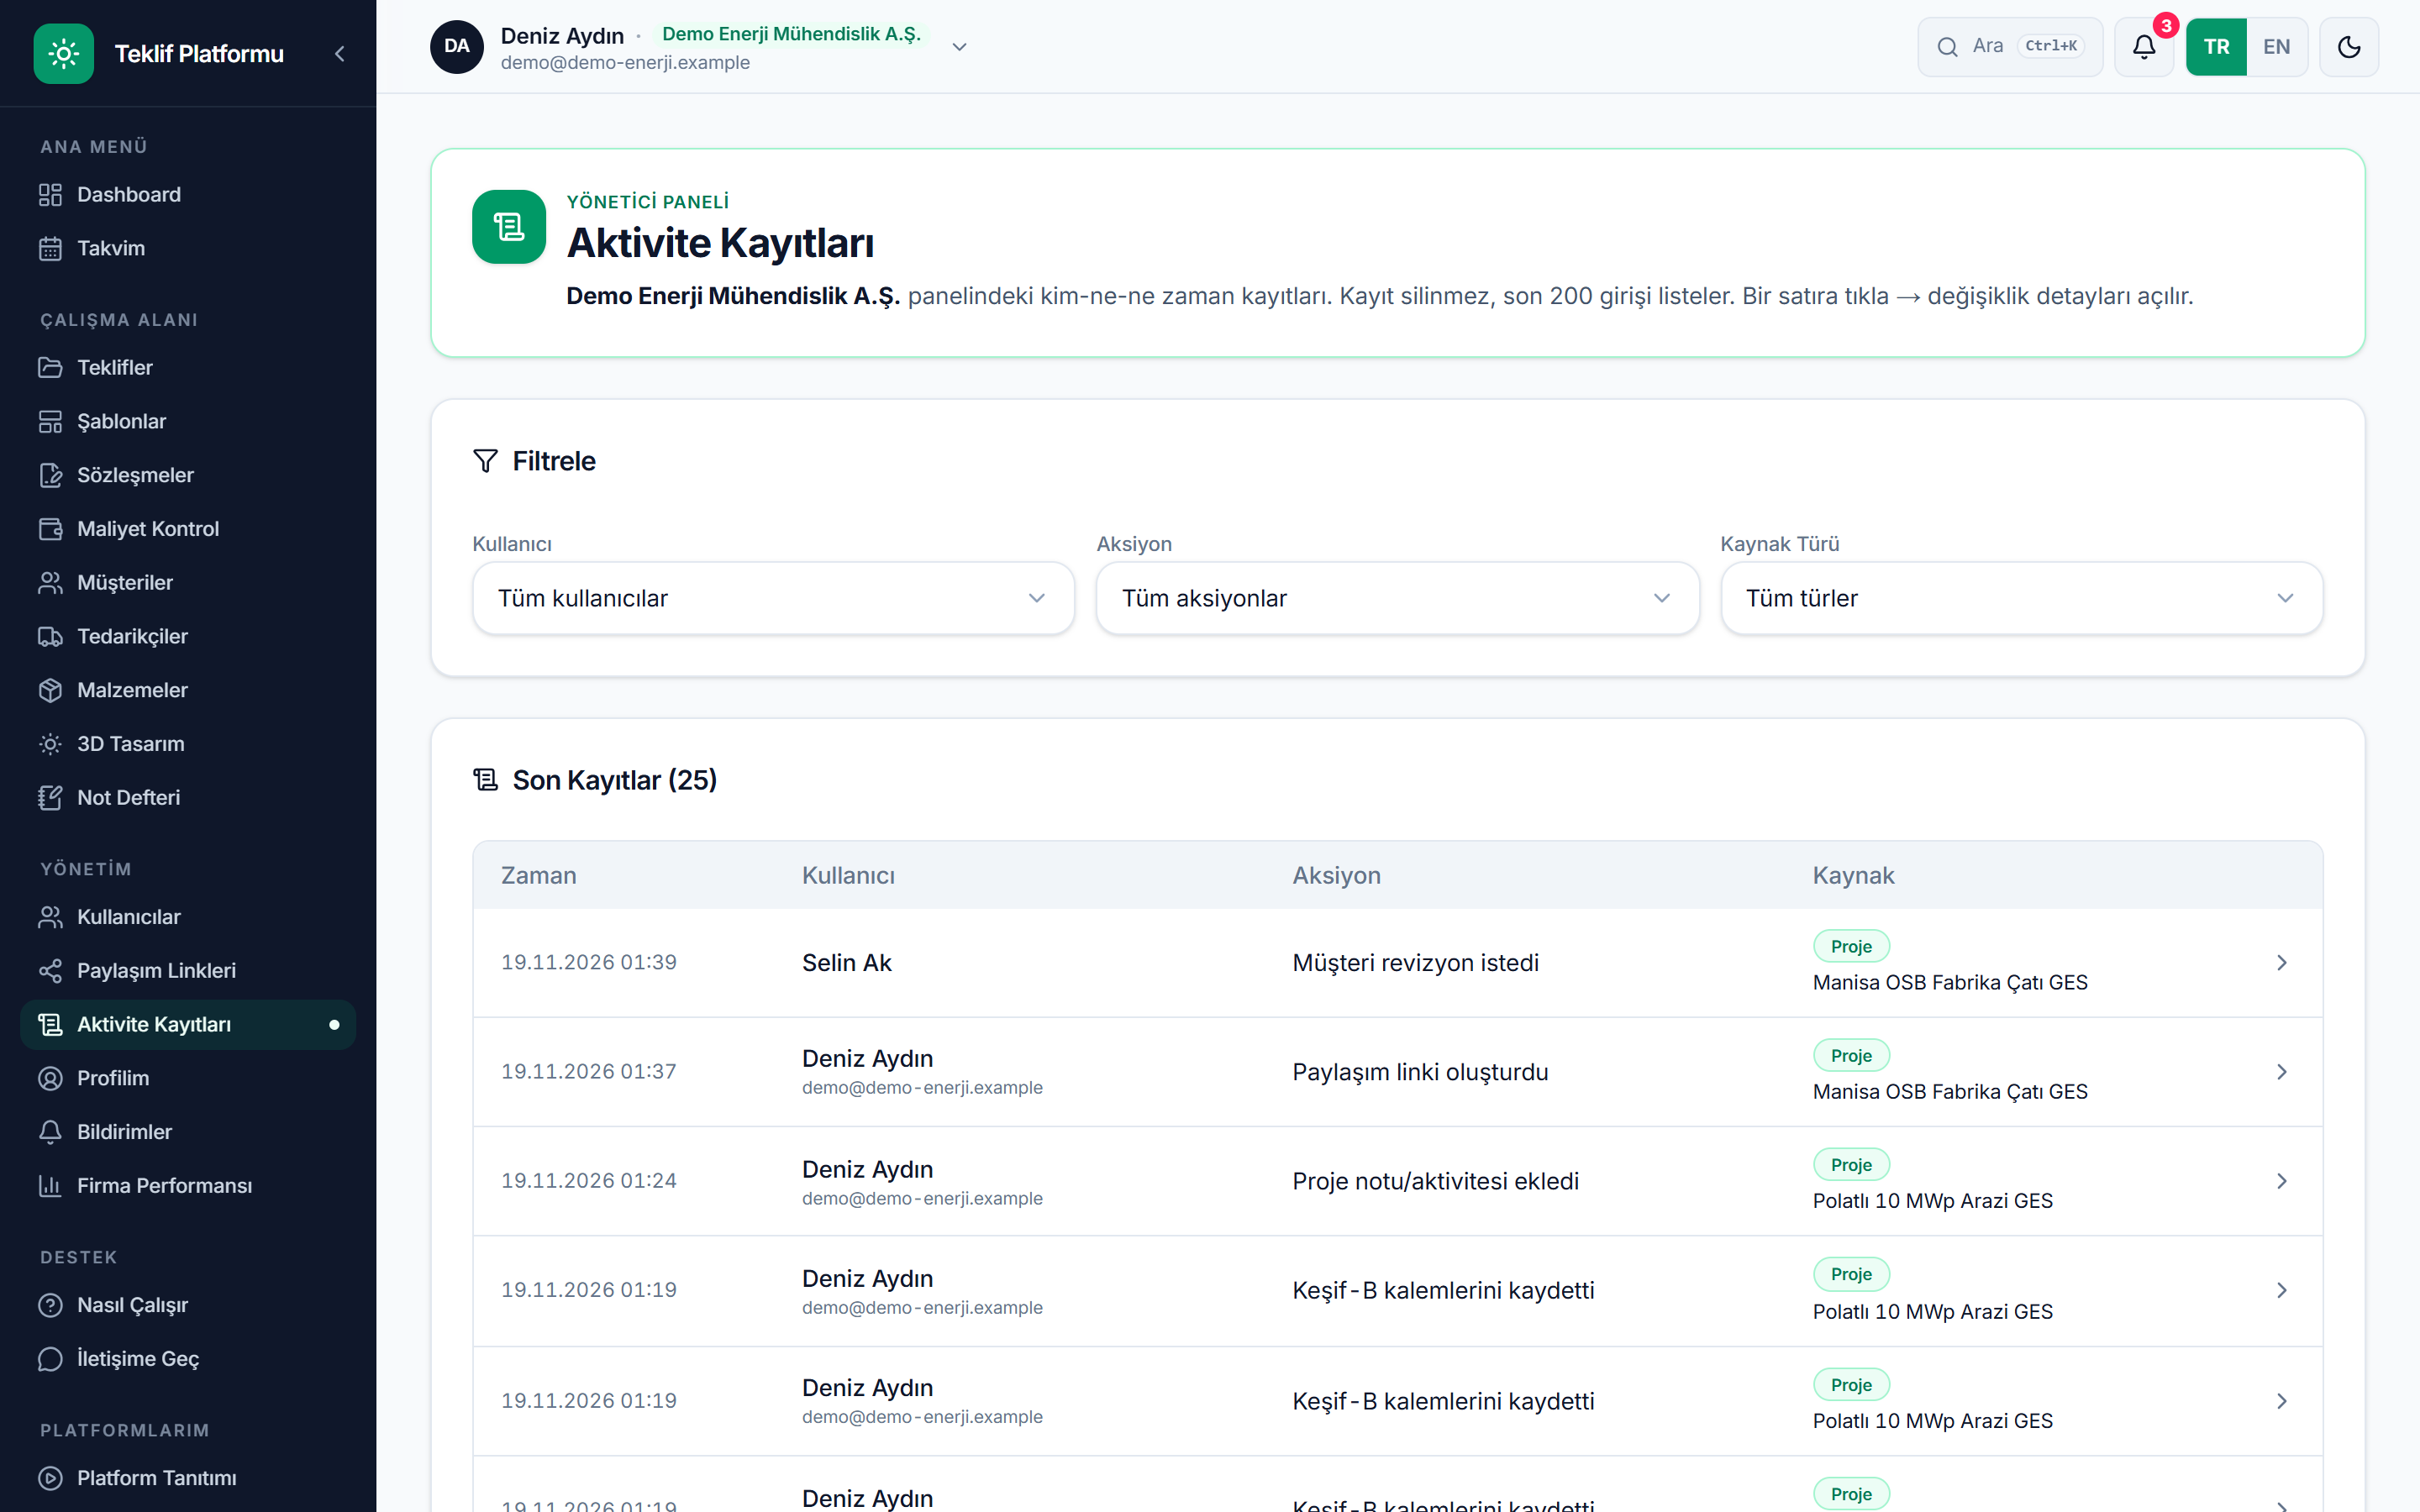 Teklif Platformu
ANA MENÜ
Dashboard
Takvim
ÇALIŞMA ALANI
Teklifler
Şablonlar
Sözleşmeler
Maliyet Kontrol
Müşteriler
Tedarikçiler
Malzemeler
3D Tasarım
Not Defteri
YÖNETİM
Kullanıcılar
Paylaşım Linkleri
Aktivite Kayıtları
Profilim
Bildirimler
Firma Performansı
DESTEK
Nasıl Çalışır
İletişime Geç
PLATFORMLARIM
Platform Tanıtımı
DA
Deniz Aydın · Demo Enerji Mühendislik A.Ş.
demo@demo-enerji.example
Ara Ctrl+K
3
TR EN
YÖNETİCİ PANELİ
Aktivite Kayıtları
Demo Enerji Mühendislik A.Ş. panelindeki kim-ne-ne zaman kayıtları. Kayıt silinmez, son 200 girişi listeler. Bir satıra tıkla → değişiklik detayları açılır.
Filtrele
Kullanıcı Aksiyon Kaynak Türü
Tüm kullanıcılar Tüm aksiyonlar Tüm türler
Son Kayıtlar (25)
Zaman Kullanıcı Aksiyon Kaynak
19.11.2026 01:39 Selin Ak Müşteri revizyon istedi Proje
Manisa OSB Fabrika Çatı GES
19.11.2026 01:37 Deniz Aydın Paylaşım linki oluşturdu Proje
demo@demo-enerji.example Manisa OSB Fabrika Çatı GES
19.11.2026 01:24 Deniz Aydın Proje notu/aktivitesi ekledi Proje
demo@demo-enerji.example Polatlı 10 MWp Arazi GES
19.11.2026 01:19 Deniz Aydın Keşif-B kalemlerini kaydetti Proje
demo@demo-enerji.example Polatlı 10 MWp Arazi GES
19.11.2026 01:19 Deniz Aydın Keşif-B kalemlerini kaydetti Proje
demo@demo-enerji.example Polatlı 10 MWp Arazi GES
19.11.2026 01:19 Deniz Aydın Keşif-B kalemlerini kaydetti Proje